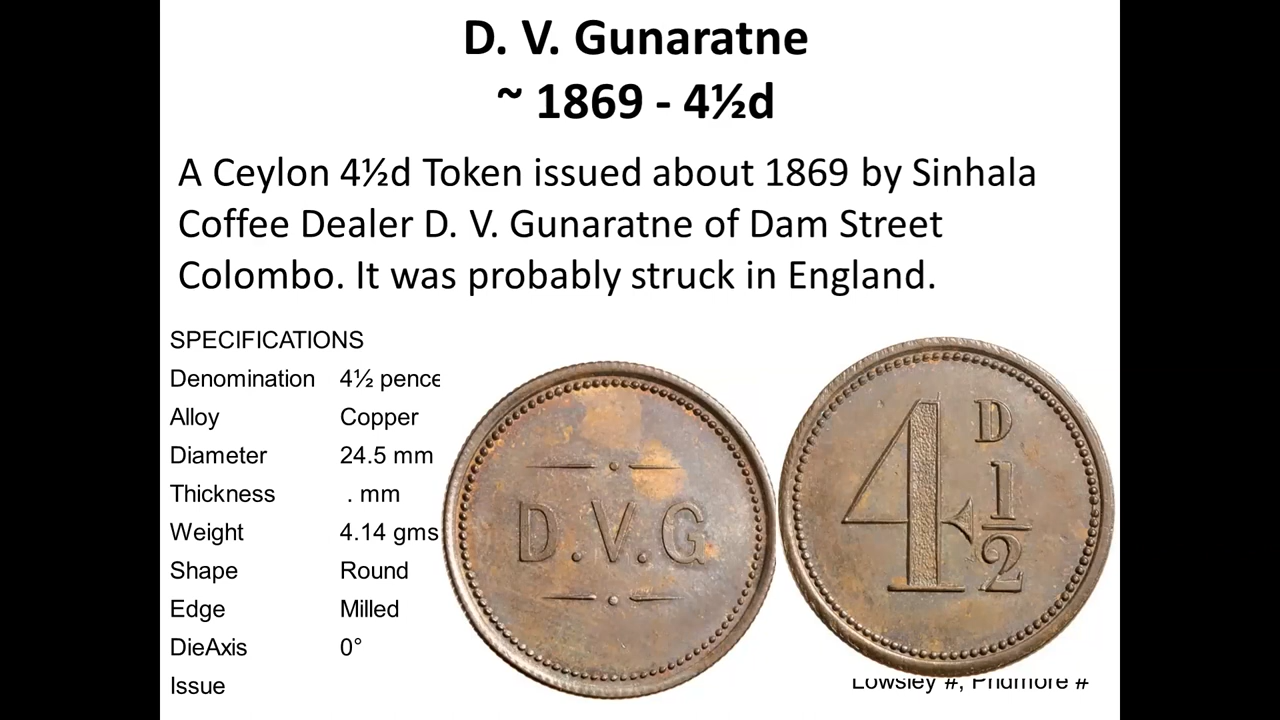 D. V. Gunaratne
~ 1869 - 4½d
A Ceylon 4½d Token issued about 1869 by Sinhala
Coffee Dealer D. V. Gunaratne of Dam Street
Colombo. It was probably struck in England.
SPECIFICATIONS
Denomination 4½ pence
Alloy Copper
Diameter 24.5 mm
Thickness . mm
Weight 4.14 gms
Shape Round
Edge Milled
DieAxis 0°
Issue
D.V.G
4 D 1/2
Lowsley #, Pridmore #